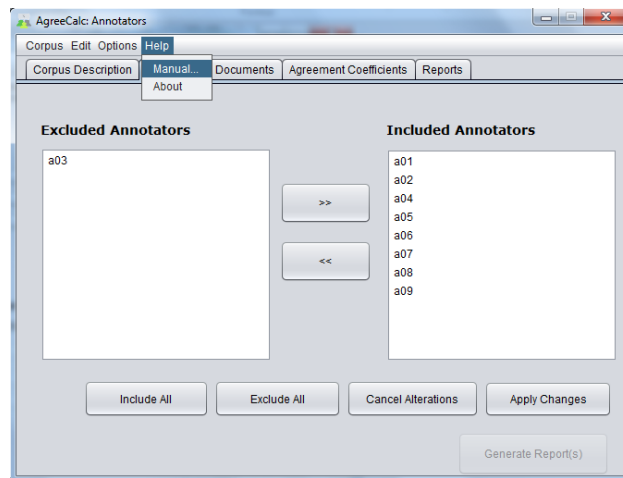 AgreeCalc: Annotators
Corpus Edit Options Help
Corpus Description Manual... Documents Agreement Coefficients Reports
About
Excluded Annotators Included Annotators
a03 a01
a02
>> a04
a05
a06
<< a07
a08
a09
Include All Exclude All Cancel Alterations Apply Changes
Generate Report(s)